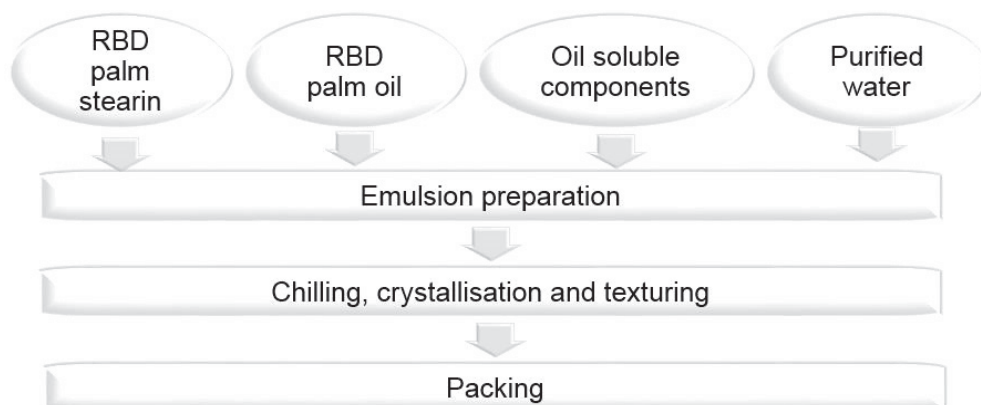 RBD
palm
stearin
RBD
palm oil
Oil soluble
components
Purified
water
Emulsion preparation
Chilling, crystallisation and texturing
Packing